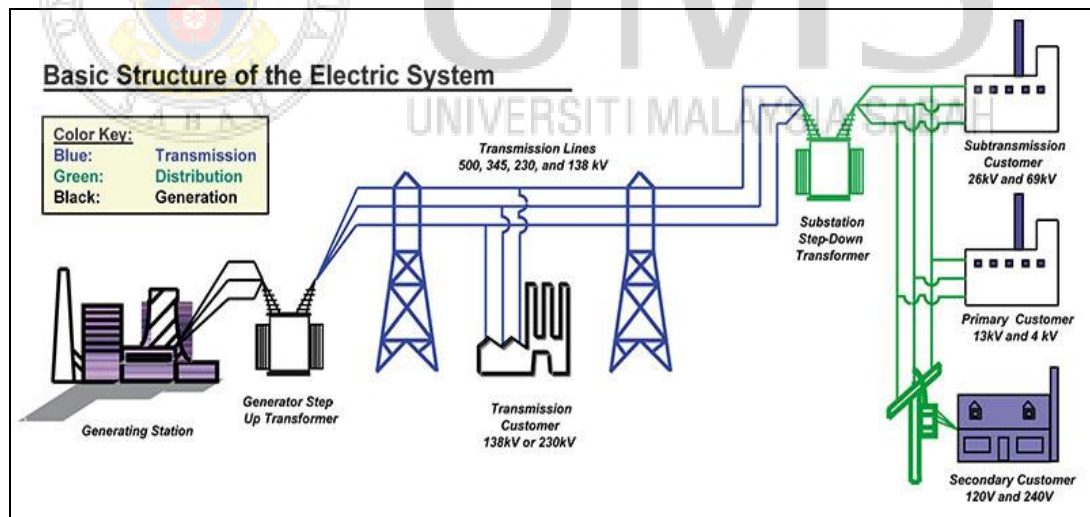 UMS
UNIVERSITI MALAYSIA SABAH
Basic Structure of the Electric System
Color Key:
Blue: Transmission
Green: Distribution
Black: Generation
Transmission Lines
500, 345, 230, and 138 kV
Generating Station
Generator Step
Up Transformer
Transmission
Customer
138kV or 230kV
Substation
Step-Down
Transformer
Subtransmission
Customer
26kV and 69kV
Primary Customer
13kV and 4 kV
Secondary Customer
120V and 240V